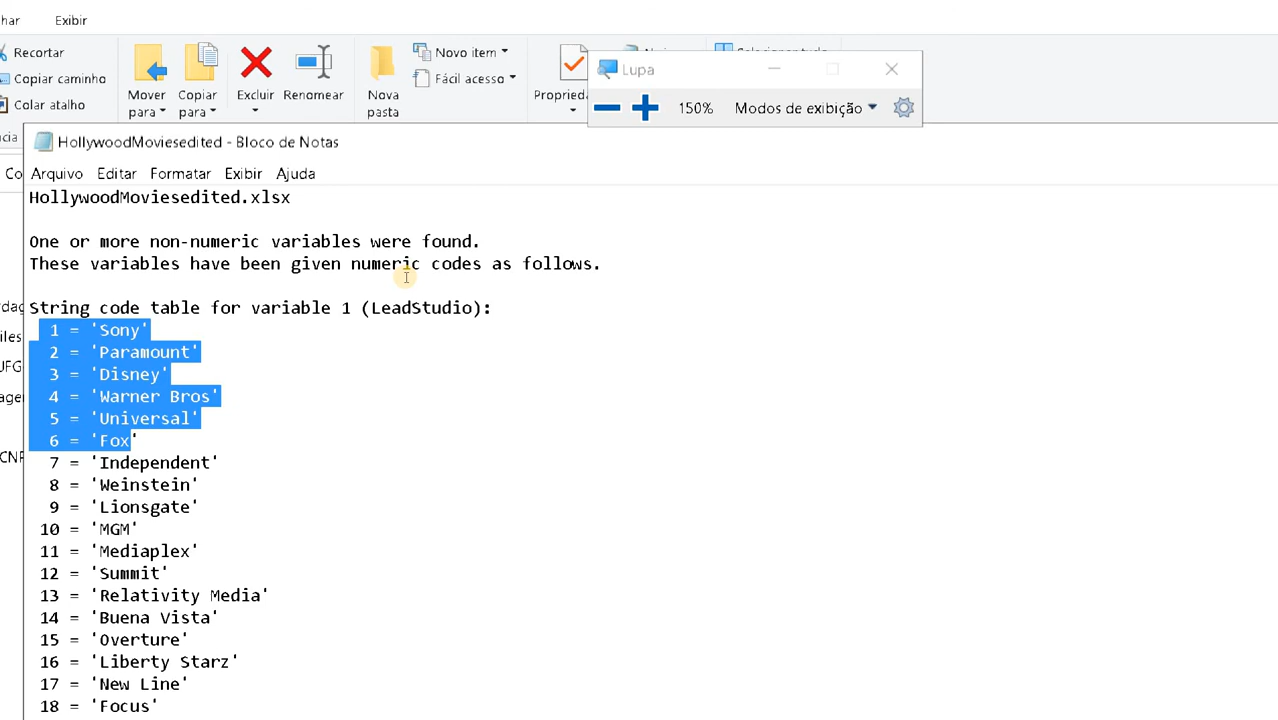 har Exibir
Recortar
Copiar caminho
Colar atalho
Mover para
Copiar para
Excluir
Renomear
Nova pasta
Novo item
Fácil acesso
Lupa
150% Modos de exibição
HollywoodMoviesedited - Bloco de Notas
Arquivo Editar Formatar Exibir Ajuda
HollywoodMoviesedited.xlsx
One or more non-numeric variables were found.
These variables have been given numeric codes as follows.
String code table for variable 1 (LeadStudio):
1 = 'Sony'
2 = 'Paramount'
3 = 'Disney'
4 = 'Warner Bros'
5 = 'Universal'
6 = 'Fox'
7 = 'Independent'
8 = 'Weinstein'
9 = 'Lionsgate'
10 = 'MGM'
11 = 'Mediaplex'
12 = 'Summit'
13 = 'Relativity Media'
14 = 'Buena Vista'
15 = 'Overture'
16 = 'Liberty Starz'
17 = 'New Line'
18 = 'Focus'